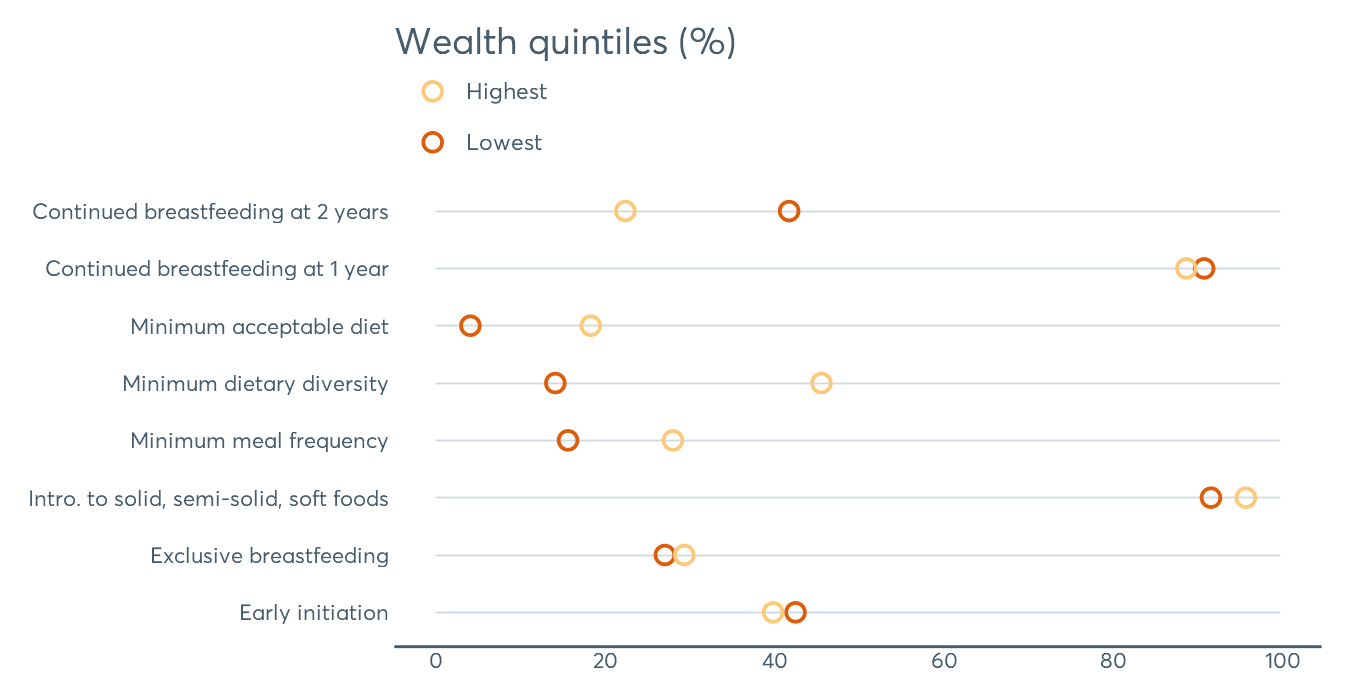 Wealth quintiles (%)
Highest
Lowest
Continued breastfeeding at 2 years
Continued breastfeeding at 1 year
Minimum acceptable diet
Minimum dietary diversity
Minimum meal frequency
Intro. to solid, semi-solid, soft foods
Exclusive breastfeeding
Early initiation
0 20 40 60 80 100